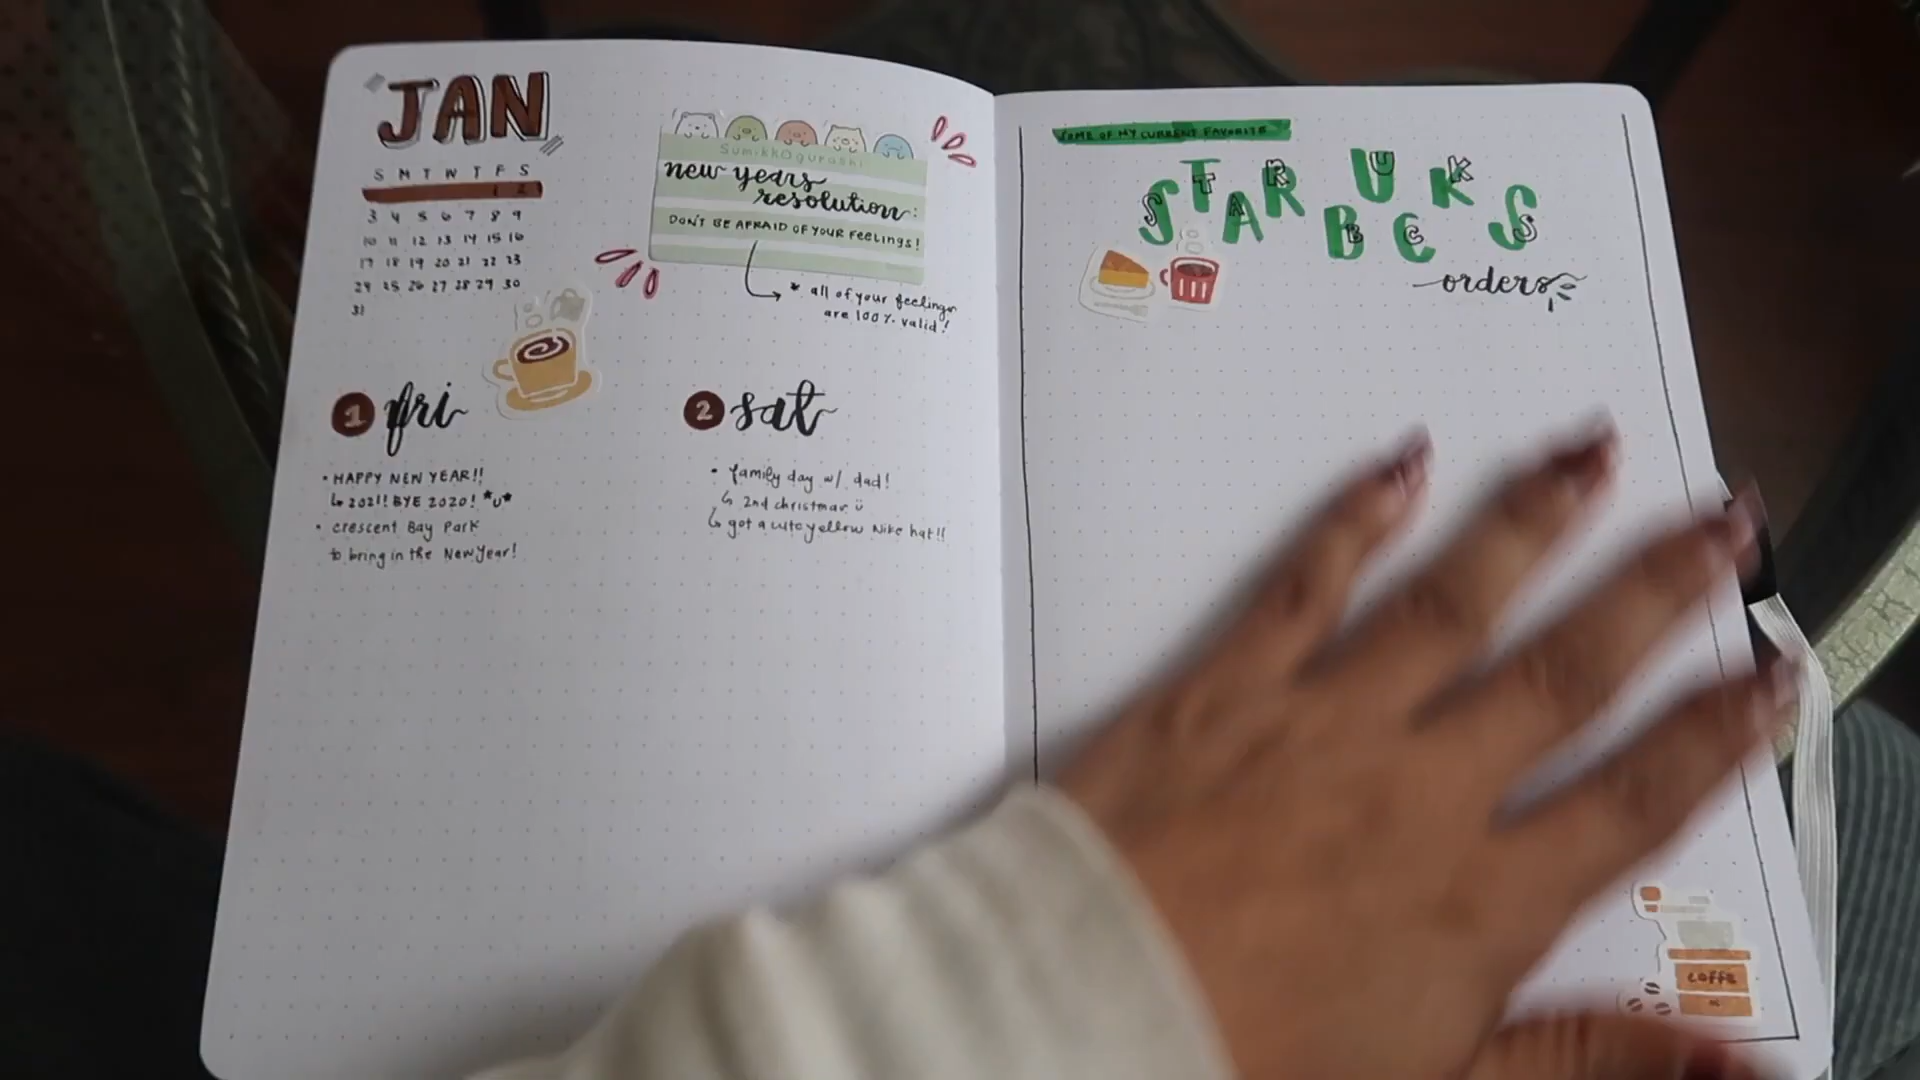 JAN
S M T W T F S
1 2
3 4 5 6 7 8 9
10 11 12 13 14 15 16
17 18 19 20 21 22 23
24 25 26 27 28 29 30
31
Sumikkogurashi
new years
resolution:
DON'T BE AFRAID OF YOUR FEELINGS!
* all of your feelings
are 100% valid!
1 fri
• HAPPY NEW YEAR!!
↳ 2021! BYE 2020! *U*
• crescent Bay Park
to bring in the New Year!
2 sat
• family day w/ dad!
↳ 2nd christmas ü
↳ got a cute yellow Nike hat!!
SOME OF MY CURRENT FAVORITE
STARBUCKS
orders
coffe